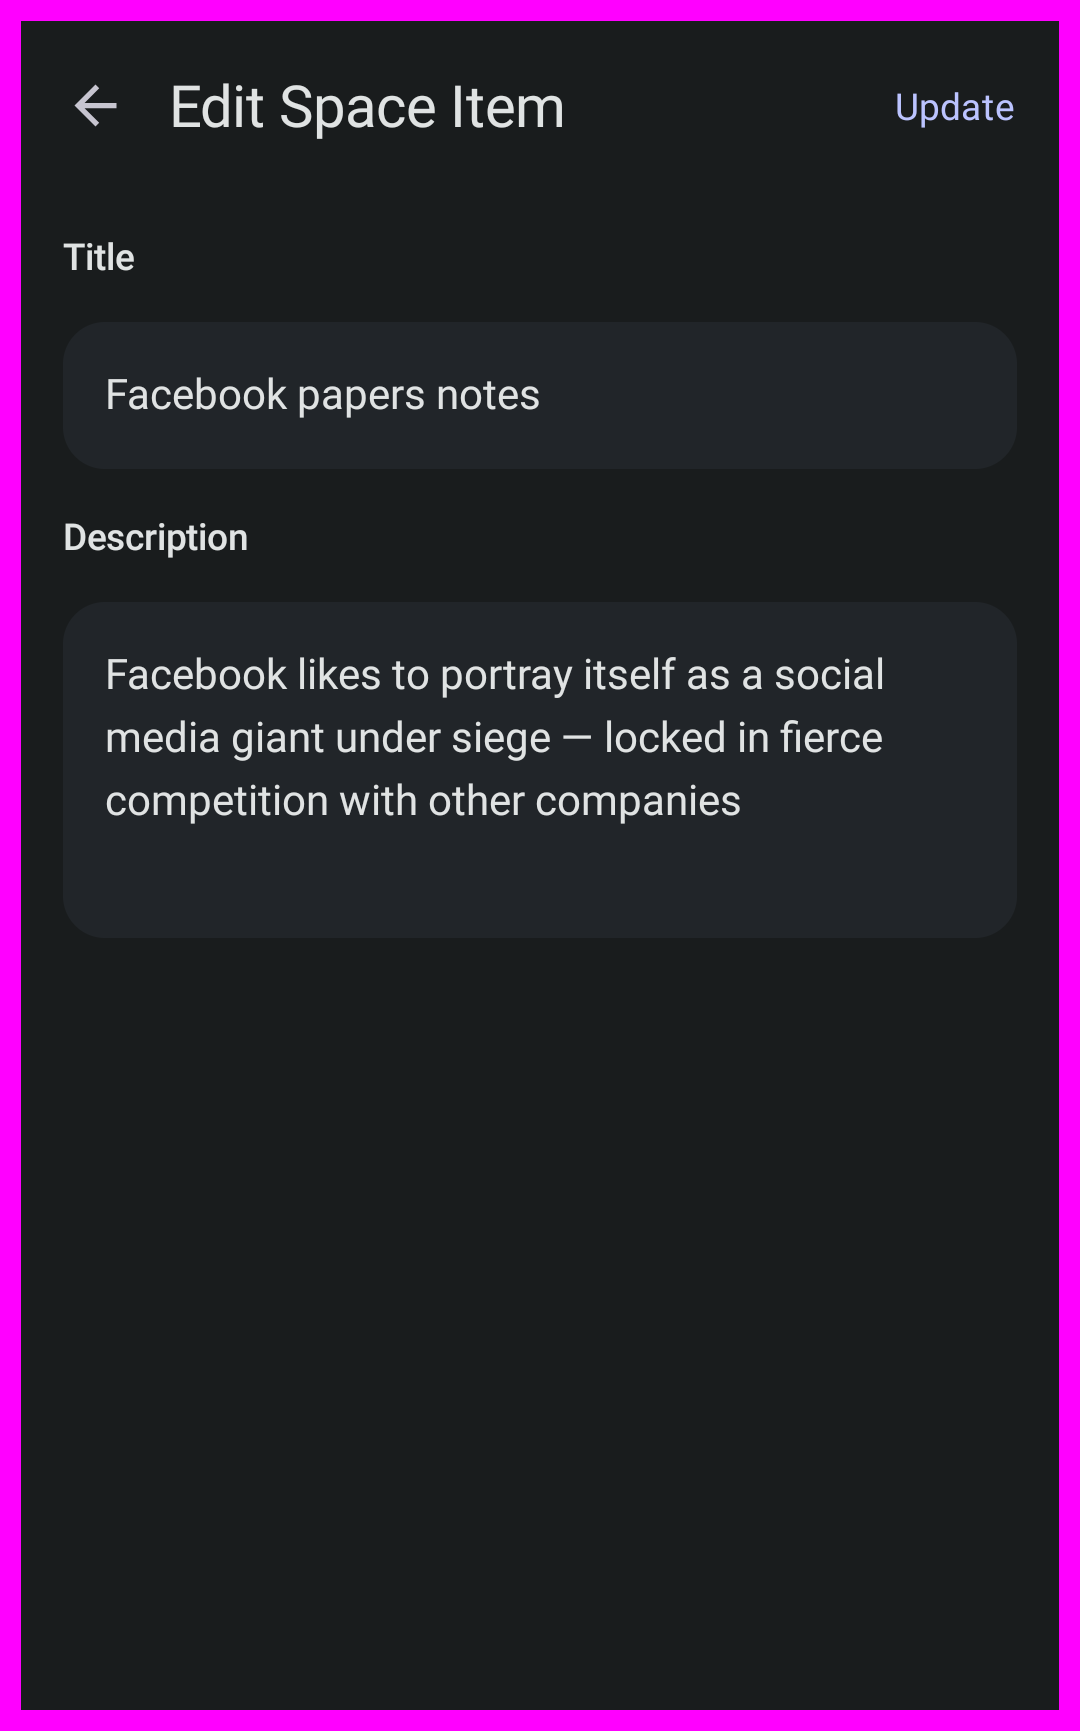 Edit Space Item
Update
Title
Facebook papers notes
Description
Facebook likes to portray itself as a social
media giant under siege — locked in fierce
competition with other companies